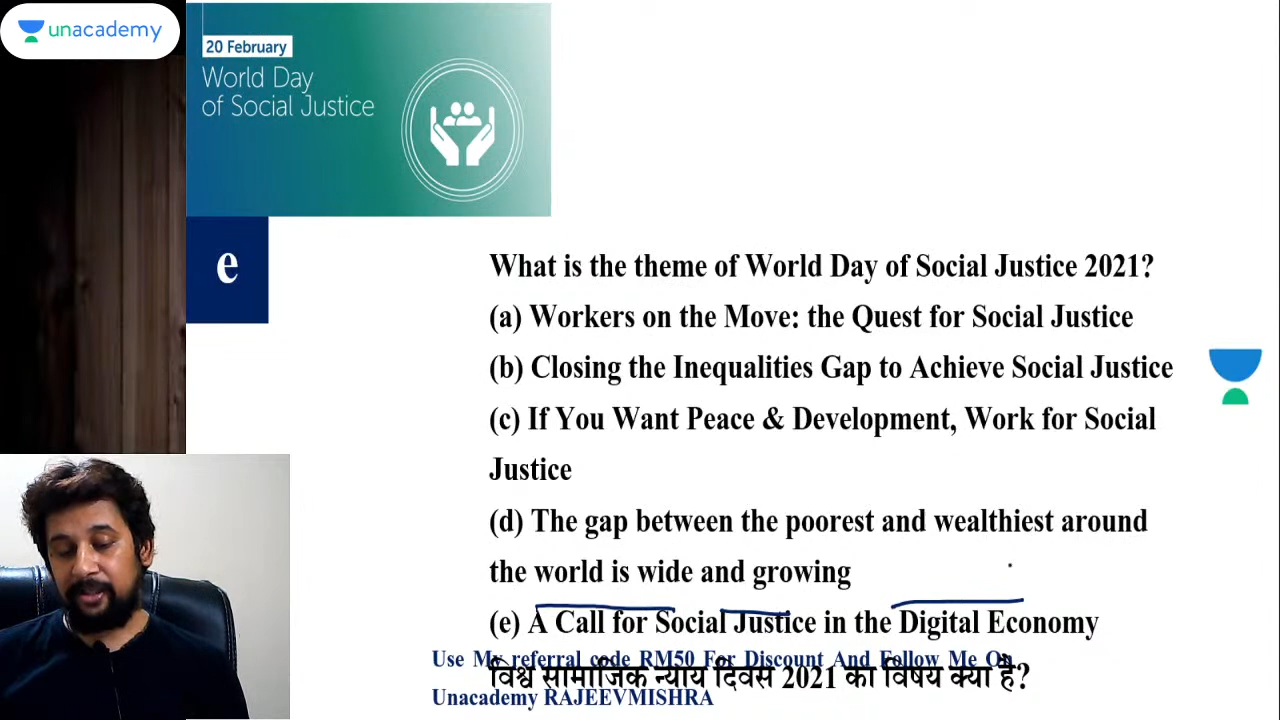 unacademy
20 February
World Day
of Social Justice
e
What is the theme of World Day of Social Justice 2021?
(a) Workers on the Move: the Quest for Social Justice
(b) Closing the Inequalities Gap to Achieve Social Justice
(c) If You Want Peace & Development, Work for Social
Justice
(d) The gap between the poorest and wealthiest around
the world is wide and growing
(e) A Call for Social Justice in the Digital Economy
Use My referral code RM50 For Discount And Follow Me On
विश्व सामाजिक न्याय दिवस 2021 का विषय क्या है?
Unacademy RAJEEVMISHRA